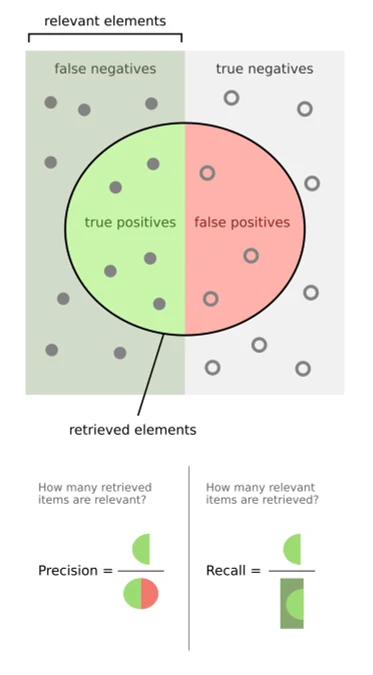 relevant elements
false negatives
true negatives
true positives
false positives
retrieved elements
How many retrieved
items are relevant?
Precision =
How many relevant
items are retrieved?
Recall =